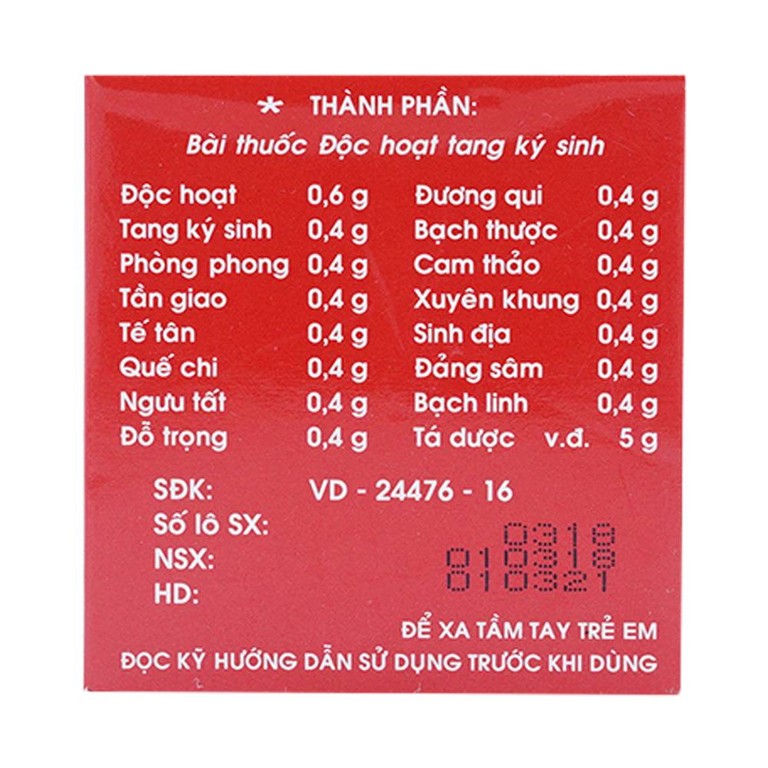 * THÀNH PHẦN:
Bài thuốc Độc hoạt tang ký sinh
Độc hoạt 0,6 g Đương qui 0,4 g
Tang ký sinh 0,4 g Bạch thược 0,4 g
Phòng phong 0,4 g Cam thảo 0,4 g
Tần giao 0,4 g Xuyên khung 0,4 g
Tế tân 0,4 g Sinh địa 0,4 g
Quế chi 0,4 g Đảng sâm 0,4 g
Ngưu tất 0,4 g Bạch linh 0,4 g
Đỗ trọng 0,4 g Tá dược v.đ. 5 g
SĐK: VD - 24476 - 16
Số lô SX: 0318
NSX: 010318
HD: 010321
ĐỂ XA TẦM TAY TRẺ EM
ĐỌC KỸ HƯỚNG DẪN SỬ DỤNG TRƯỚC KHI DÙNG